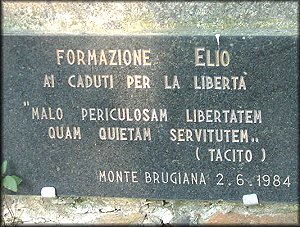 FORMAZIONE ELIO
AI CADUTI PER LA LIBERTÀ
"MALO PERICULOSAM LIBERTATEM
QUAM QUIETAM SERVITUTEM„
( TACITO )
MONTE BRUGIANA 2.6.1984